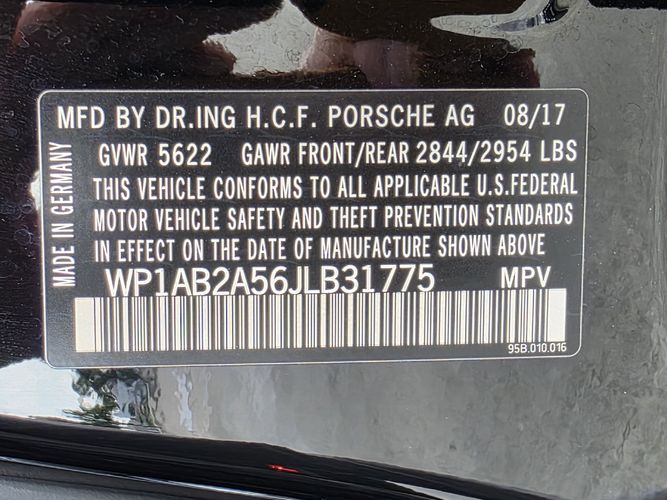 MFD BY DR.ING H.C.F. PORSCHE AG 08/17
GVWR 5622 GAWR FRONT/REAR 2844/2954 LBS
THIS VEHICLE CONFORMS TO ALL APPLICABLE U.S.FEDERAL
MOTOR VEHICLE SAFETY AND THEFT PREVENTION STANDARDS
IN EFFECT ON THE DATE OF MANUFACTURE SHOWN ABOVE
WP1AB2A56JLB31775 MPV
95B.010.016
MADE IN GERMANY